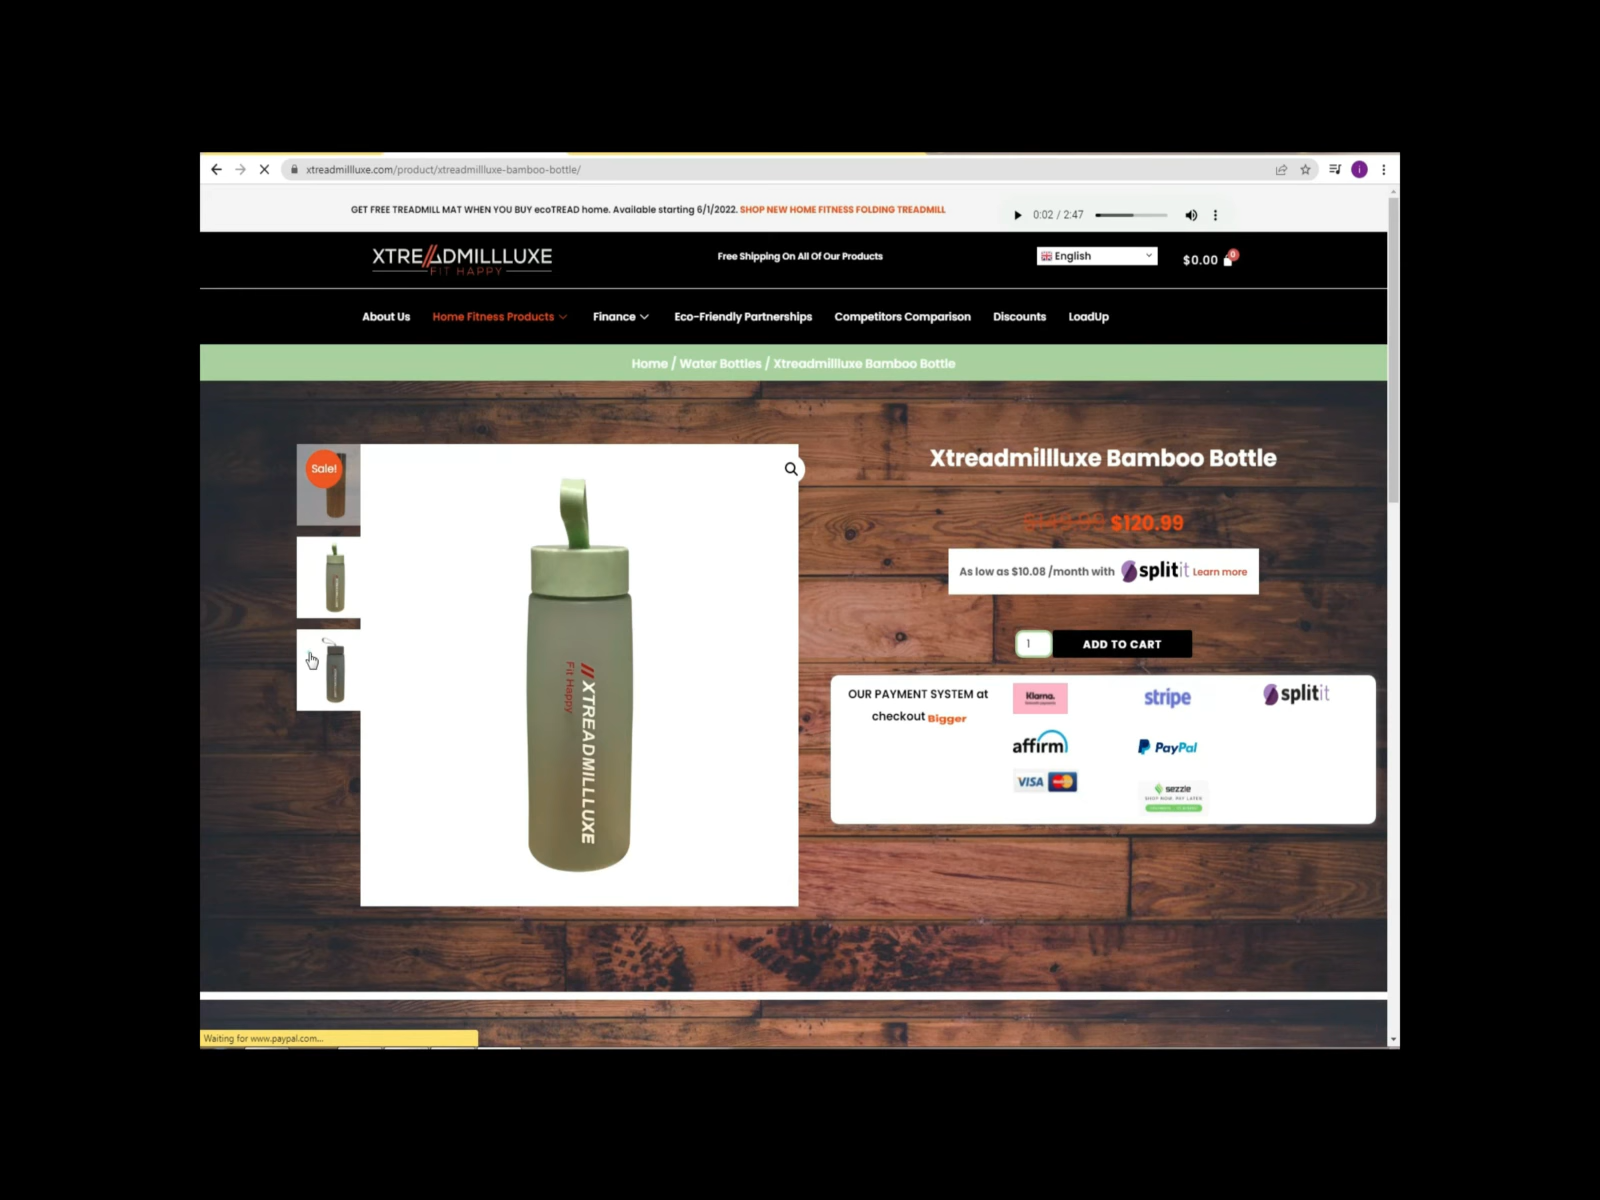 xtreadmillluxe.com/product/xtreadmillluxe-bamboo-bottle/
GET FREE TREADMILL MAT WHEN YOU BUY ecoTREAD home. Available starting 6/1/2022. SHOP NEW HOME FITNESS FOLDING TREADMILL
0:02 / 2:47
XTREADMILLLUXE
FIT HAPPY
Free Shipping On All Of Our Products
English
$0.00 0
About Us Home Fitness Products Finance Eco-Friendly Partnerships Competitors Comparison Discounts LoadUp
Home / Water Bottles / Xtreadmillluxe Bamboo Bottle
Sale!
XTREADMILLLUXE
Fit Happy
Xtreadmillluxe Bamboo Bottle
$120.99
As low as $10.08 /month with splitit Learn more
1 ADD TO CART
OUR PAYMENT SYSTEM at
checkout Bigger
Klarna.
stripe
splitit
affirm
PayPal
VISA
sezzle
SHOP NOW. PAY LATER
Waiting for www.paypal.com...